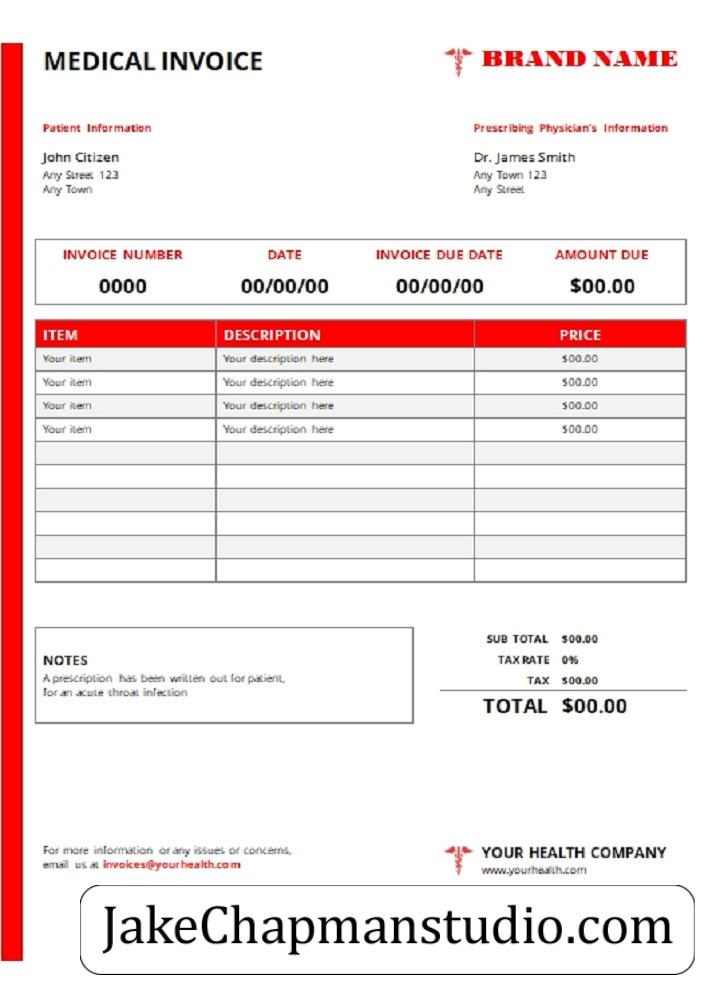 MEDICAL INVOICE
BRAND NAME
Patient Information
Prescribing Physician's Information
John Citizen
Dr. James Smith
Any Street 123
Any Town 123
Any Town
Any Street
INVOICE NUMBER DATE INVOICE DUE DATE AMOUNT DUE
0000 00/00/00 00/00/00 $00.00
ITEM DESCRIPTION PRICE
Your item Your description here $00.00
Your item Your description here $00.00
Your item Your description here $00.00
Your item Your description here $00.00
NOTES
A prescription has been written out for patient,
for an acute throat infection
SUB TOTAL $00.00
TAX RATE 0%
TAX $00.00
TOTAL $00.00
For more information or any issues or concerns,
email us at invoices@yourhealth.com
YOUR HEALTH COMPANY
www.yourhealth.com
JakeChapmanstudio.com